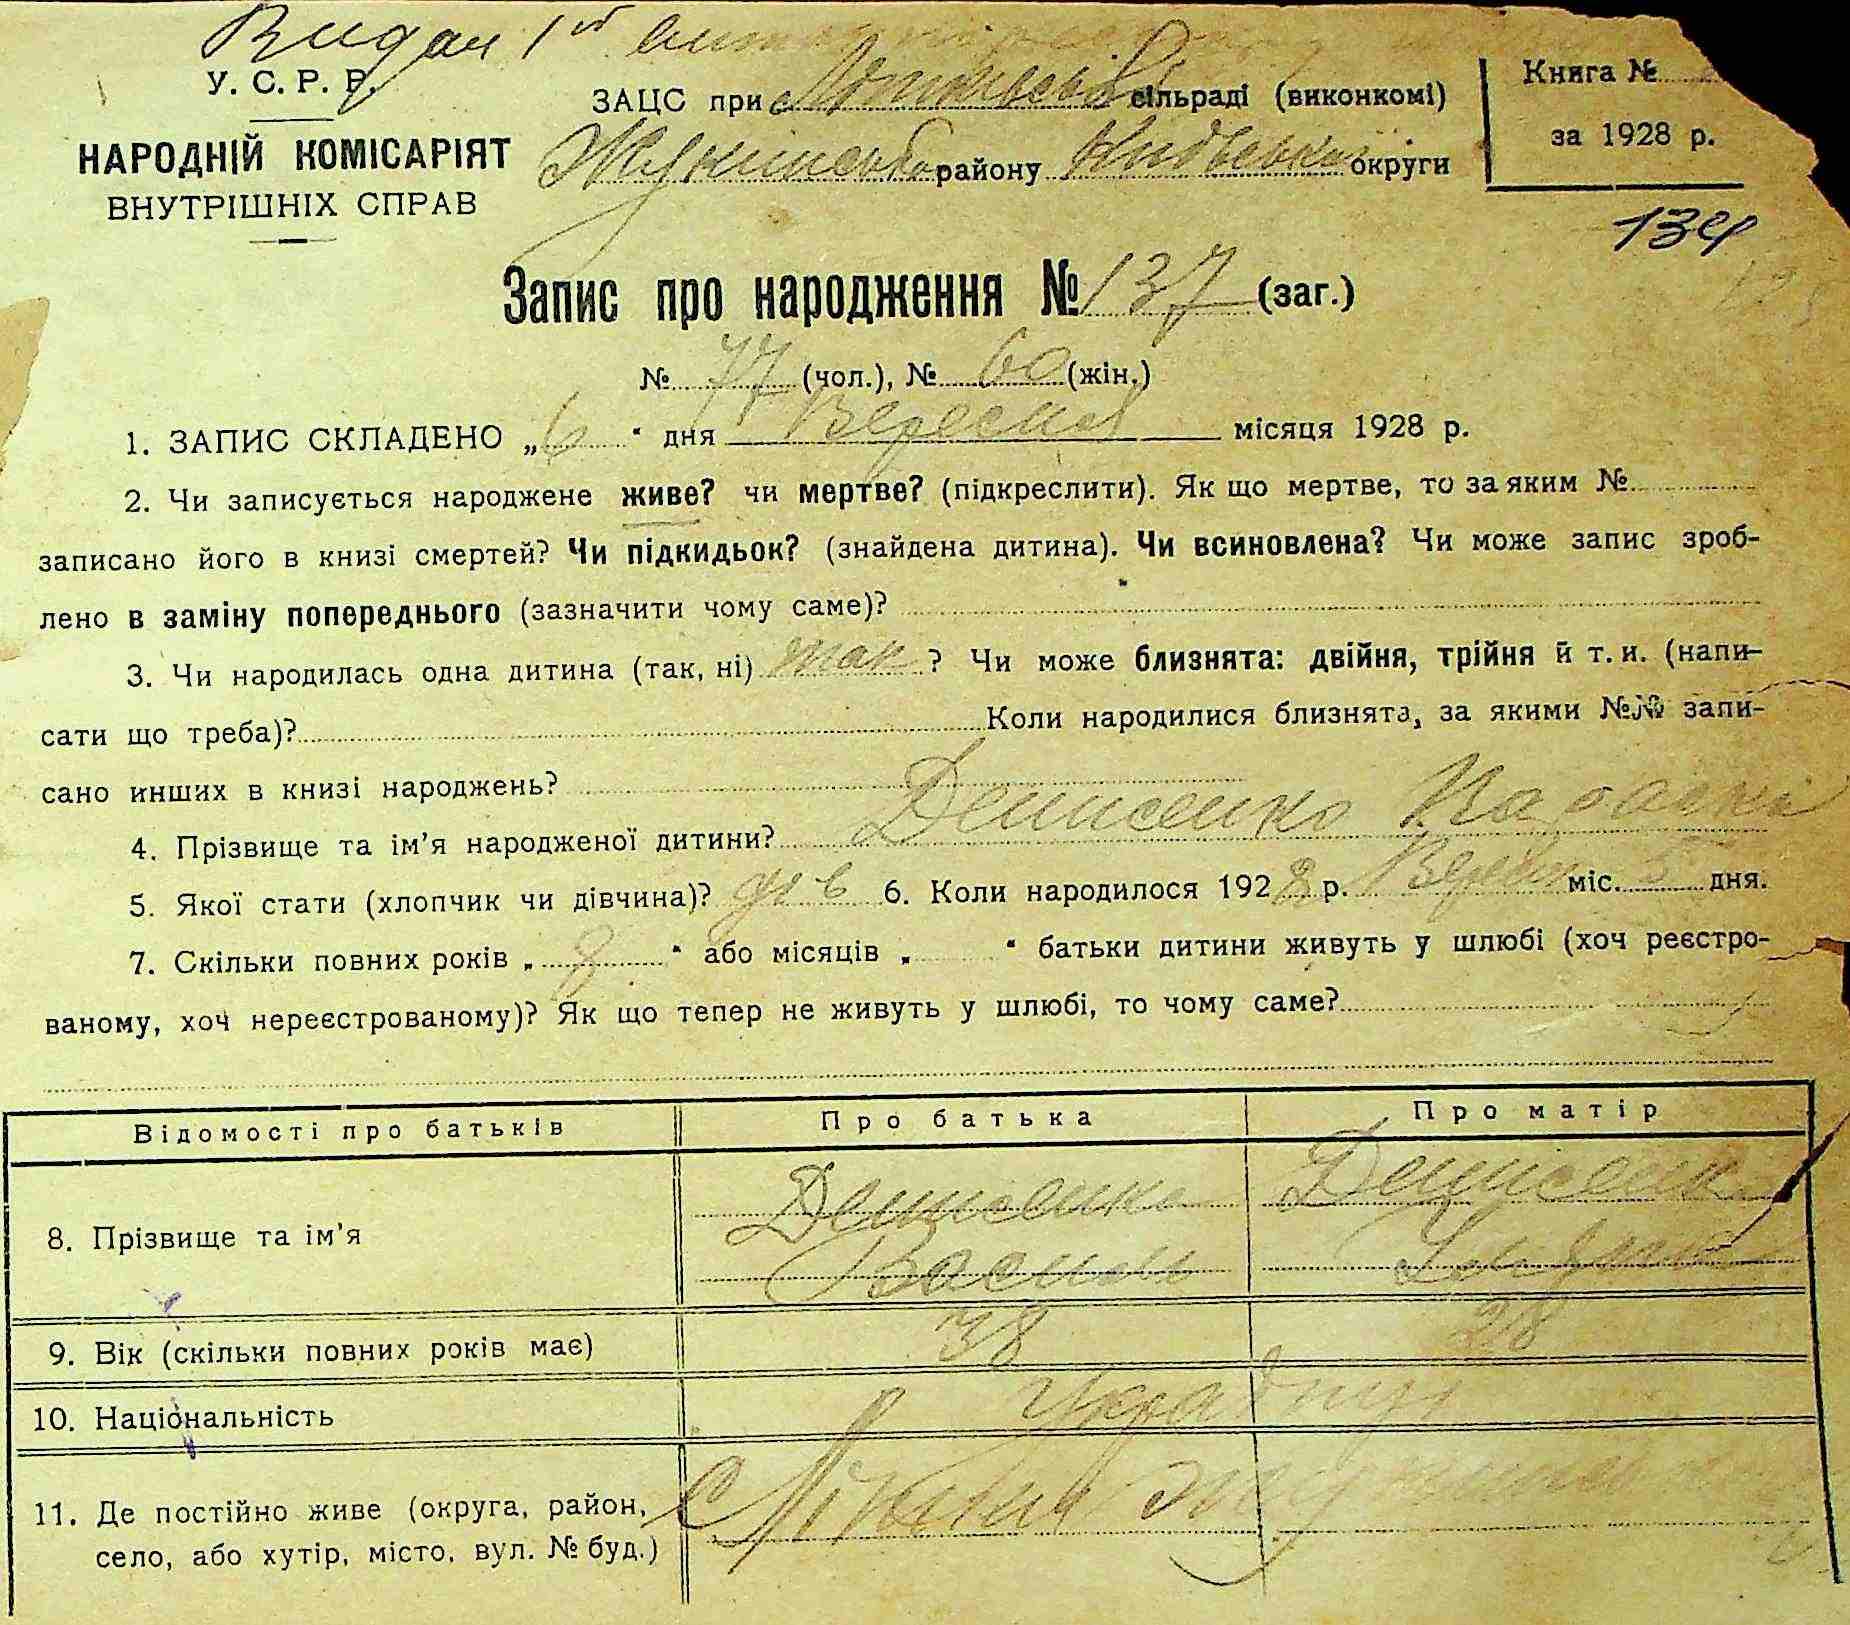 Видан 1й
У. С. Р. Р.
ЗАЦС при сільраді (виконкомі)
Книга №
НАРОДНІЙ КОМІСАРІЯТ
району округи
за 1928 р.
ВНУТРІШНІХ СПРАВ
134
Запис про народження № 137 (заг.)
№ 77 (чол.), № 60 (жін.)
1. ЗАПИС СКЛАДЕНО „6“ дня Вересня місяця 1928 р.
2. Чи записується народжене живе? чи мертве? (підкреслити). Як що мертве, то за яким №
записано його в книзі смертей? Чи підкидьок? (знайдена дитина). Чи всиновлена? Чи може запис зроб-
лено в заміну попереднього (зазначити чому саме)?
3. Чи народилась одна дитина (так, ні) так ? Чи може близнята: двійня, трійня й т. и. (напи-
сати що треба)? Коли народилися близнята, за якими №№ запи-
сано инших в книзі народжень?
4. Прізвище та ім’я народженої дитини? Денисенко
5. Якої стати (хлопчик чи дівчина)? дів 6. Коли народилося 1928 р. міс. 5 дня.
7. Скільки повних років „8“ або місяців „ “ батьки дитини живуть у шлюбі (хоч реєстро-
ваному, хоч нереєстрованому)? Як що тепер не живуть у шлюбі, то чому саме?
Відомості про батьків Про батька Про матір
8. Прізвище та ім’я Денисенко Денисенк
Василь
9. Вік (скільки повних років має) 38 28
10. Національність
11. Де постійно живе (округа, район,
село, або хутір, місто, вул. № буд.)